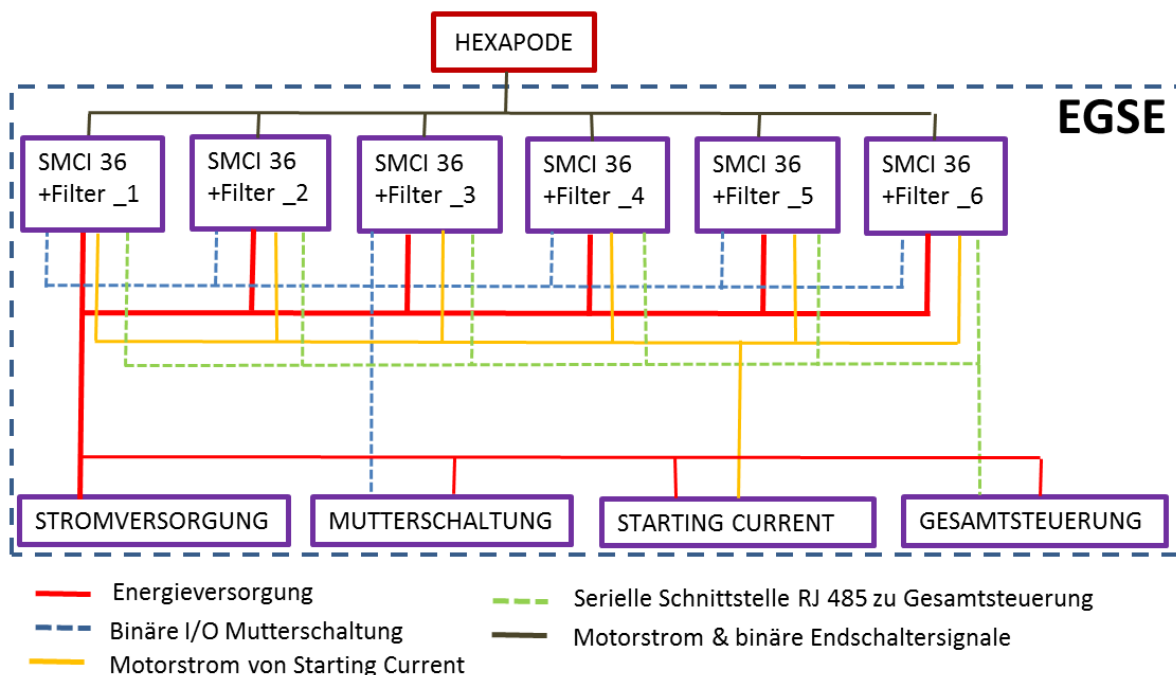 HEXAPODE
EGSE
SMCI 36
+Filter _1
SMCI 36
+Filter _2
SMCI 36
+Filter _3
SMCI 36
+Filter _4
SMCI 36
+Filter _5
SMCI 36
+Filter _6
STROMVERSORGUNG
MUTTERSCHALTUNG
STARTING CURRENT
GESAMTSTEUERUNG
Energieversorgung
Binäre I/O Mutterschaltung
Motorstrom von Starting Current
Serielle Schnittstelle RJ 485 zu Gesamtsteuerung
Motorstrom & binäre Endschaltersignale